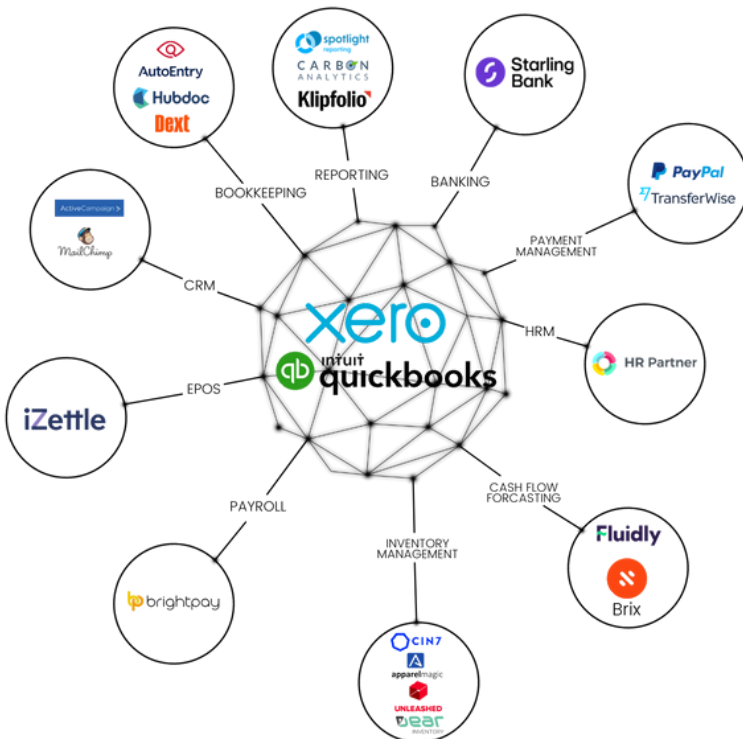 spotlight
reporting
CARBON
ANALYTICS
Klipfolio
AutoEntry
Hubdoc
Dext
Starling
Bank
BOOKKEEPING
REPORTING
BANKING
PayPal
TransferWise
ActiveCampaign >
MailChimp
PAYMENT
MANAGEMENT
CRM
xero
HRM
INTUIT
qb quickbooks
HR Partner
EPOS
iZettle
CASH FLOW
FORCASTING
PAYROLL
INVENTORY
MANAGEMENT
Fluidly
Brix
bp brightpay
CIN7
A
apparelmagic
UNLEASHED
Dear
INVENTORY